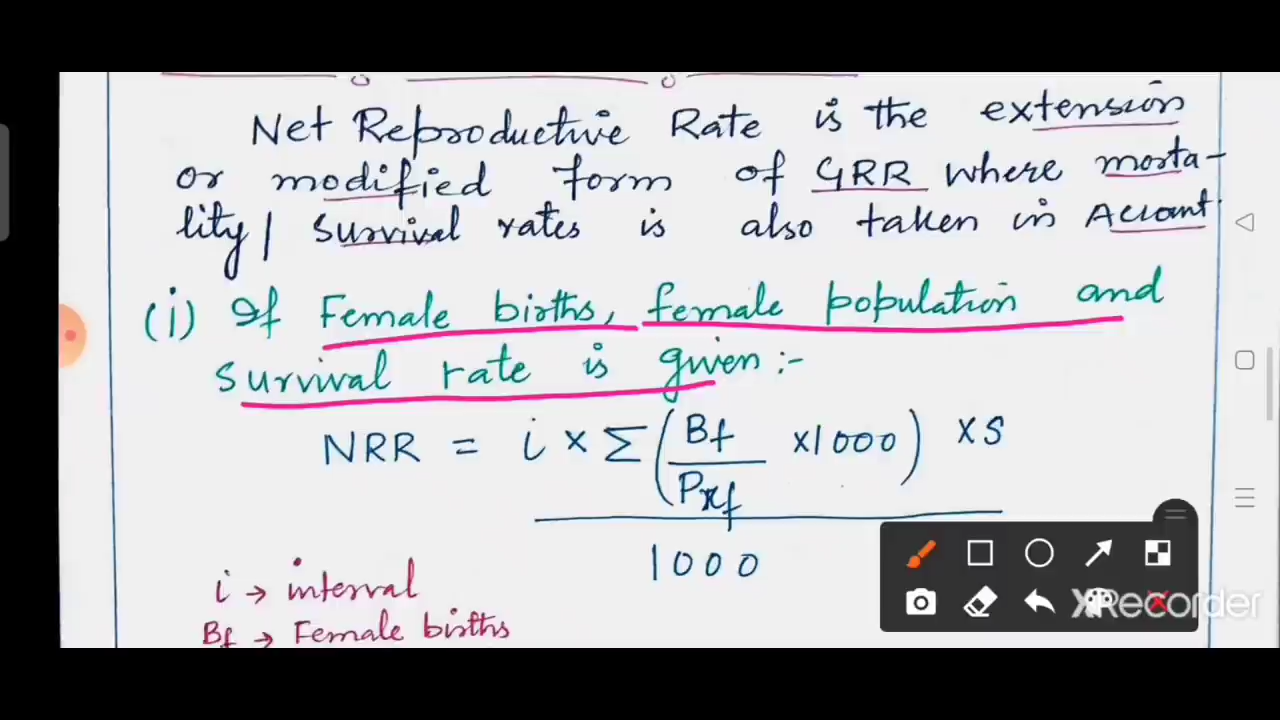 Net Reproductive Rate is the extension
or modified form of GRR where morta-
lity/ Survival rates is also taken in Account.
(i) If Female births, female population and
Survival rate is given :-
NRR = i × Σ (Bf/Pxf ×1000) × S
1000
i → interval
Bf → Female births
XRecorder